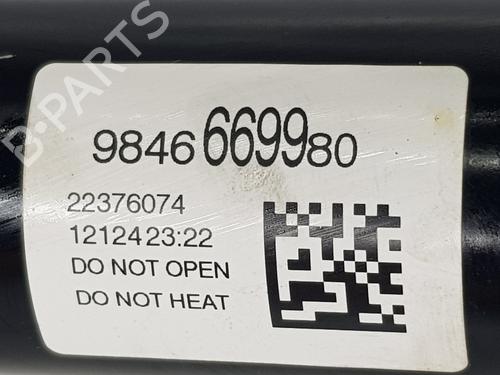 B-PARTS
9846669980
22376074
12124 23:22
DO NOT OPEN
DO NOT HEAT